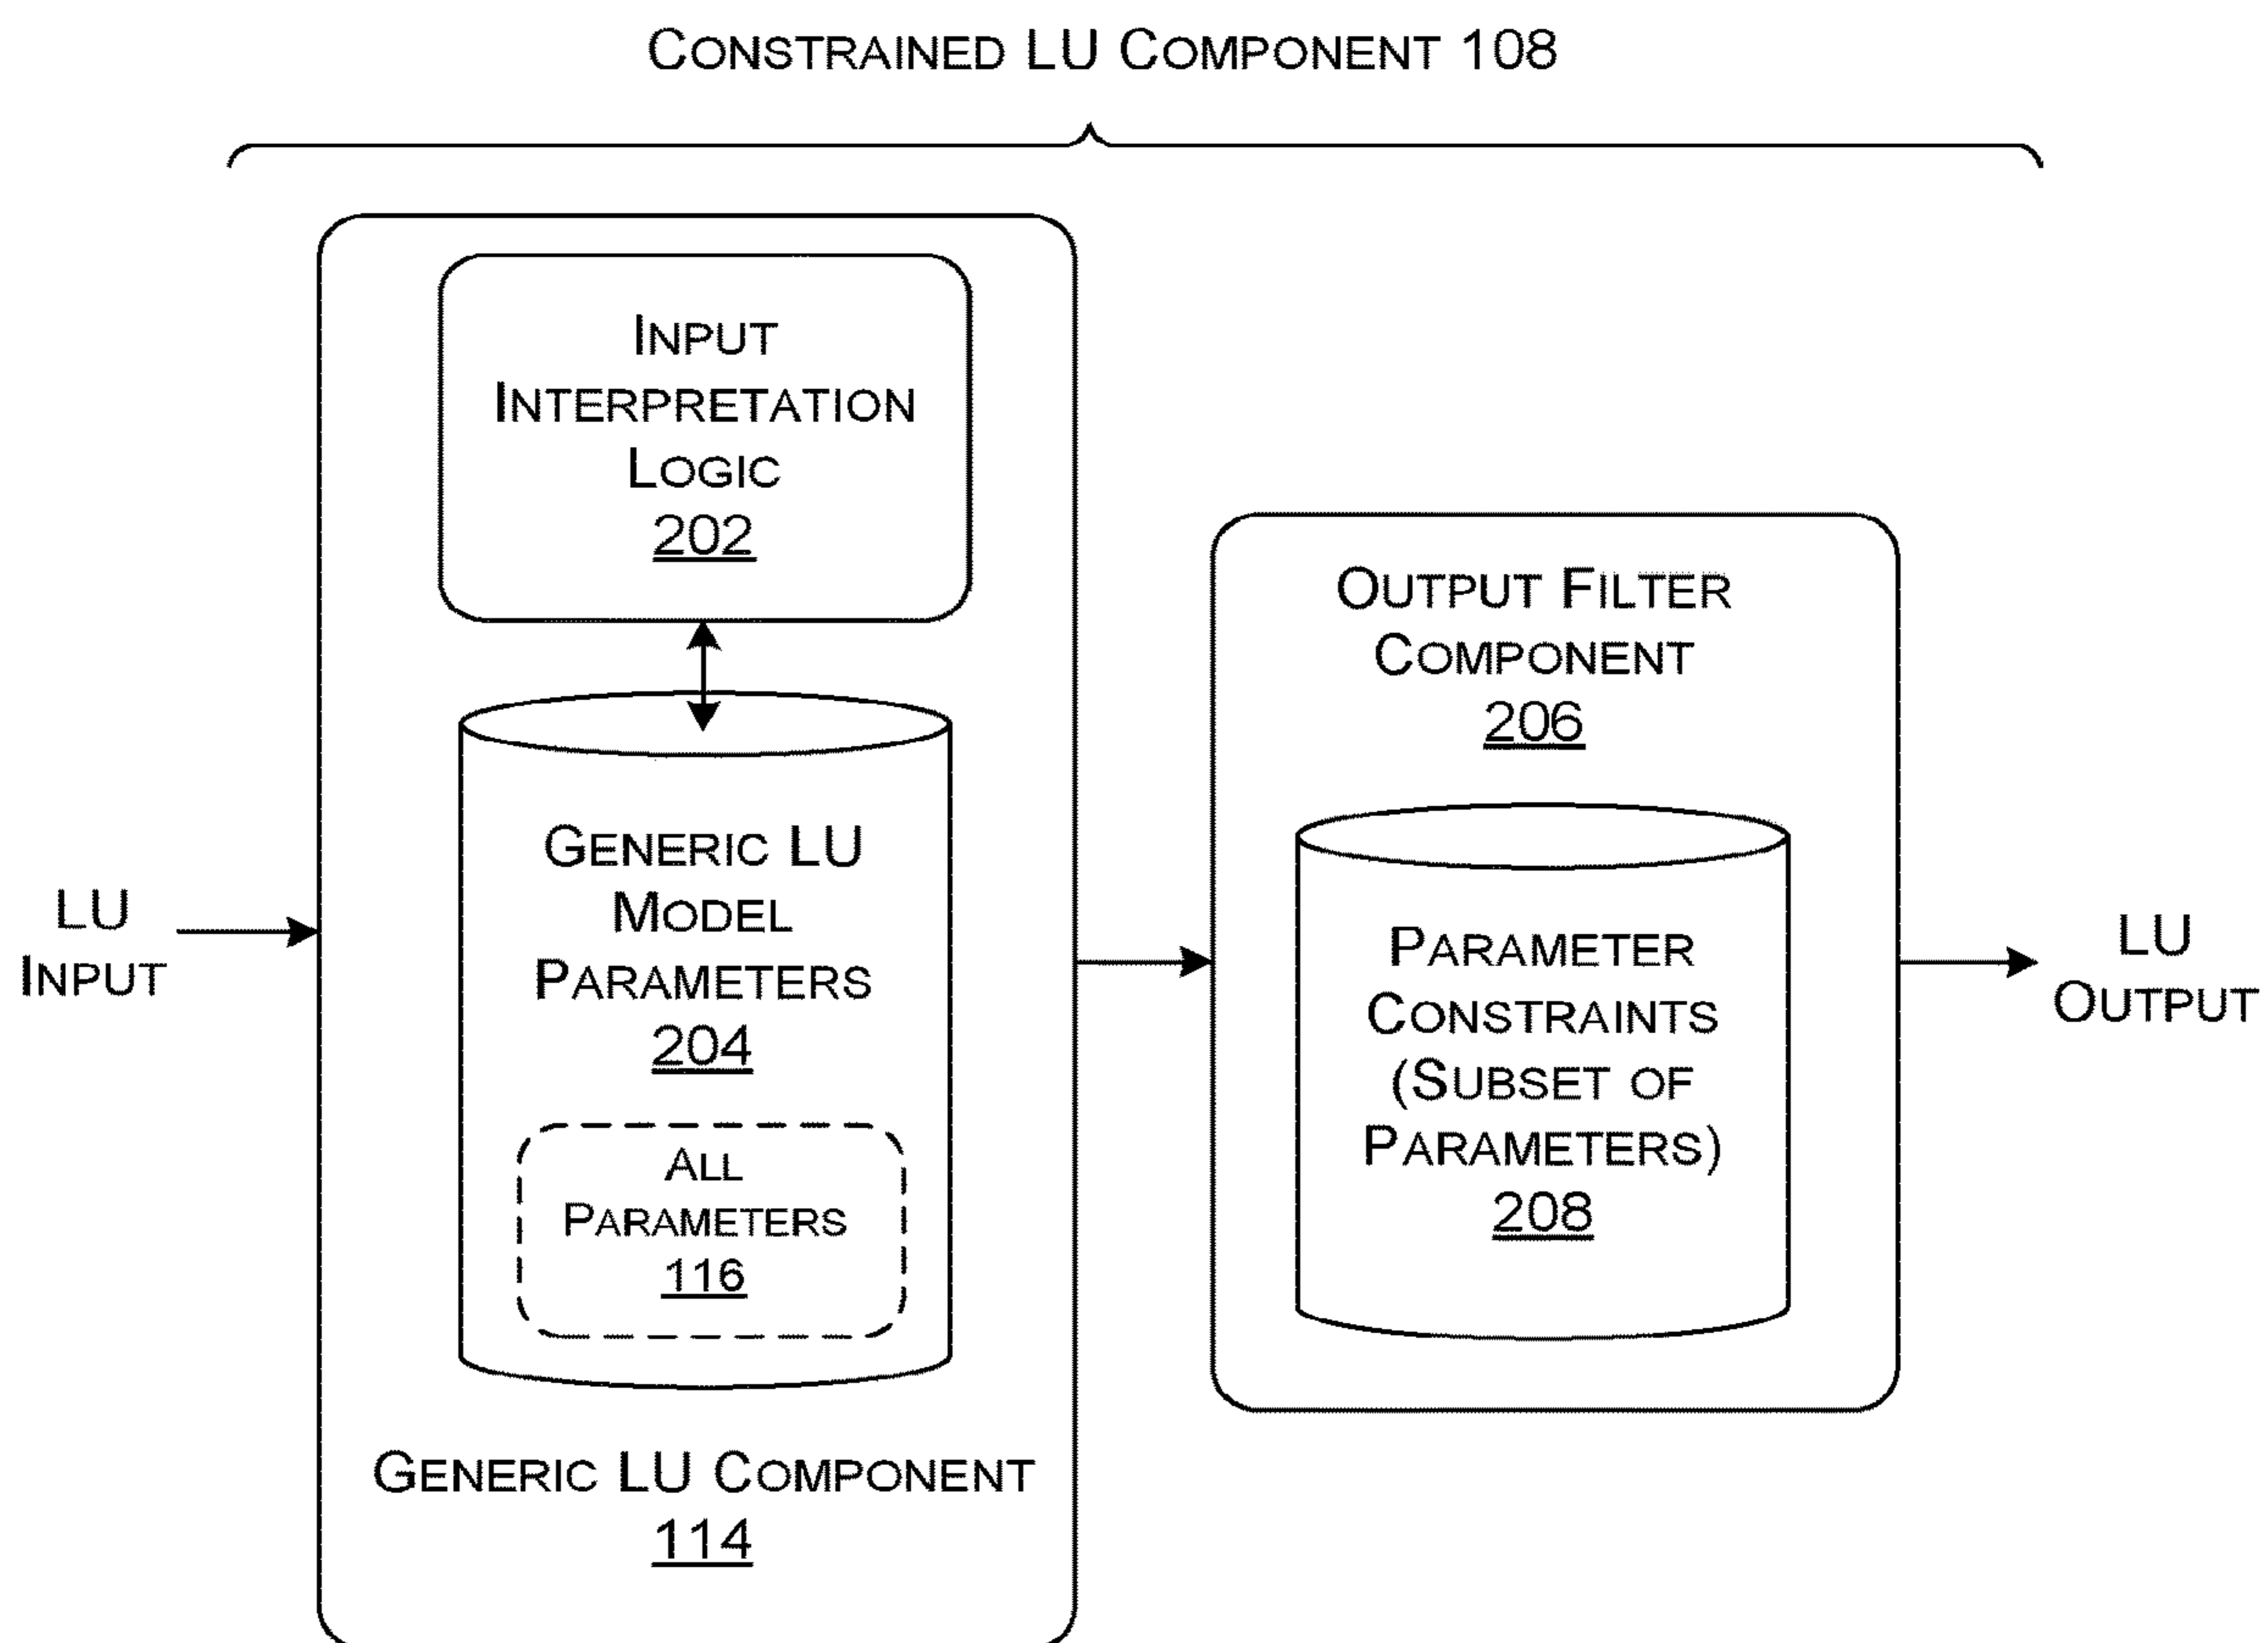 CONSTRAINED LU COMPONENT 108
INPUT
INTERPRETATION
LOGIC
202
GENERIC LU
MODEL
PARAMETERS
204
ALL
PARAMETERS
116
GENERIC LU COMPONENT
114
LU
INPUT
OUTPUT FILTER
COMPONENT
206
PARAMETER
CONSTRAINTS
(SUBSET OF
PARAMETERS)
208
LU
OUTPUT